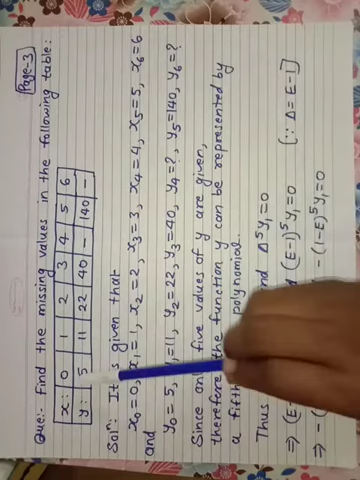 Page-3
Que:- Find the missing values in the following table:
x: 0 1 2 3 4 5 6
y: 5 11 22 40 - 140 -
Solⁿ: It is given that
x₀=0, x₁=1, x₂=2, x₃=3, x₄=4, x₅=5, x₆=6
and
y₀=5, y₁=11, y₂=22, y₃=40, y₄=?, y₅=140, y₆=?
Since five values of y are given,
therefore, the function y can be represented by
a polynomial.
Thus and Δ⁵y₁=0
⇒ (E-1)⁵y₁=0 [∵ Δ=E-1]
⇒ -(1-E)⁵y₁=0